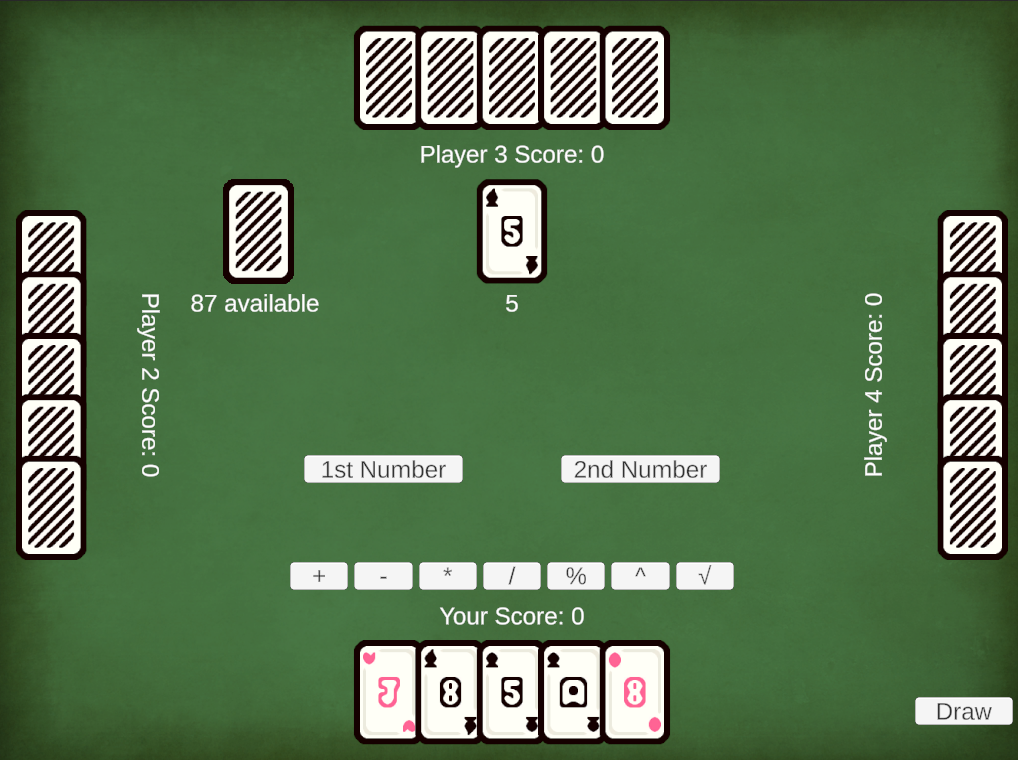 Player 3 Score: 0
5
87 available
5
Player 2 Score: 0
Player 4 Score: 0
1st Number
2nd Number
+ - * / % ^ √
Your Score: 0
J 8 5 A 8
Draw